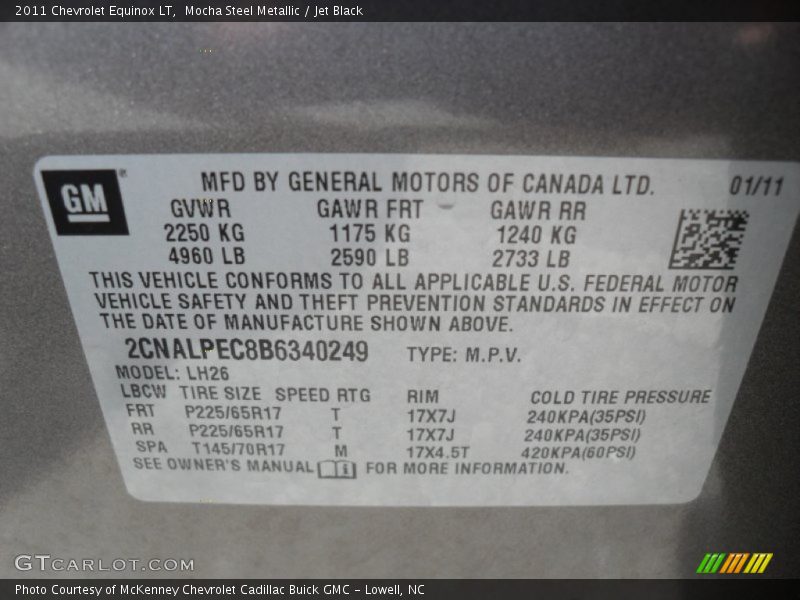 2011 Chevrolet Equinox LT,  Mocha Steel Metallic / Jet Black
GM
MFD BY GENERAL MOTORS OF CANADA LTD. 01/11
GVWR GAWR FRT GAWR RR
2250 KG 1175 KG 1240 KG
4960 LB 2590 LB 2733 LB
THIS VEHICLE CONFORMS TO ALL APPLICABLE U.S. FEDERAL MOTOR
VEHICLE SAFETY AND THEFT PREVENTION STANDARDS IN EFFECT ON
THE DATE OF MANUFACTURE SHOWN ABOVE.
2CNALPEC8B6340249 TYPE: M.P.V.
MODEL: LH26
LBCW TIRE SIZE SPEED RTG RIM COLD TIRE PRESSURE
FRT P225/65R17 T 17X7J 240KPA(35PSI)
RR P225/65R17 T 17X7J 240KPA(35PSI)
SPA T145/70R17 M 17X4.5T 420KPA(60PSI)
SEE OWNER'S MANUAL FOR MORE INFORMATION.
GTCARLOT.COM
Photo Courtesy of McKenney Chevrolet Cadillac Buick GMC – Lowell, NC